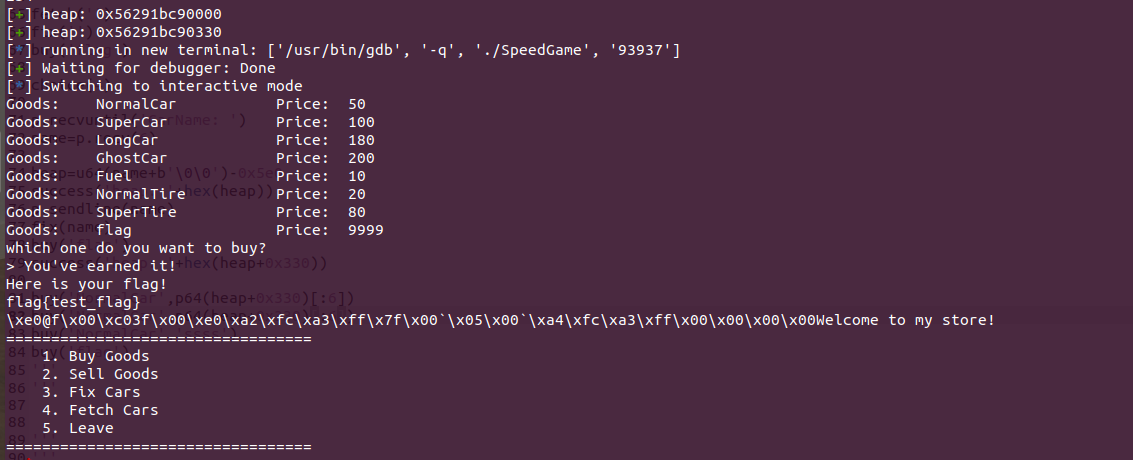 [+] heap: 0x56291bc90000
[+] heap: 0x56291bc90330
[*] running in new terminal: ['/usr/bin/gdb', '-q', './SpeedGame', '93937']
[+] Waiting for debugger: Done
[*] Switching to interactive mode
Goods: NormalCar Price: 50
Goods: SuperCar Price: 100
Goods: LongCar Price: 180
Goods: GhostCar Price: 200
Goods: Fuel Price: 10
Goods: NormalTire Price: 20
Goods: SuperTire Price: 80
Goods: flag Price: 9999
which one do you want to buy?
> You've earned it!
Here is your flag!
flag{test_flag}
\xe0@f\x00\xc03f\x00\xe0\xa2\xfc\xa3\xff\x7f\x00`\x05\x00`\xa4\xfc\xa3\xff\x00\x00\x00\x00Welcome to my store!
==================================
1. Buy Goods
2. Sell Goods
3. Fix Cars
4. Fetch Cars
5. Leave
==================================